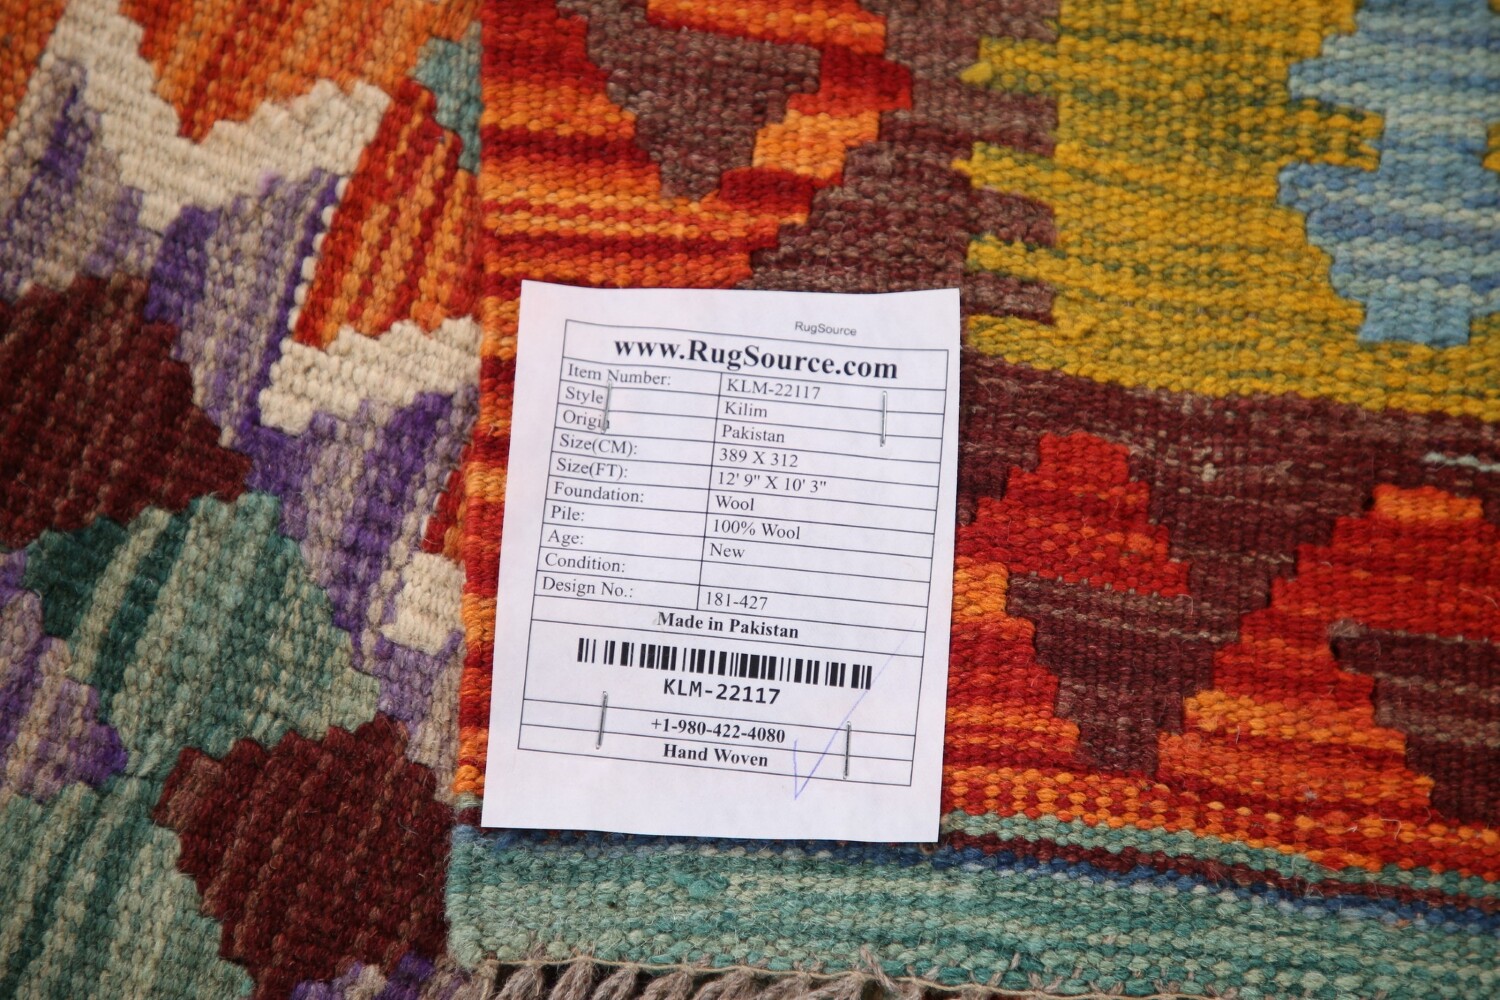 RugSource
www.RugSource.com
Item Number: KLM-22117
Style Kilim
Origin Pakistan
Size(CM): 389 X 312
Size(FT): 12' 9" X 10' 3"
Foundation: Wool
Pile: 100% Wool
Age: New
Condition:
Design No.: 181-427
Made in Pakistan
KLM-22117
+1-980-422-4080
Hand Woven